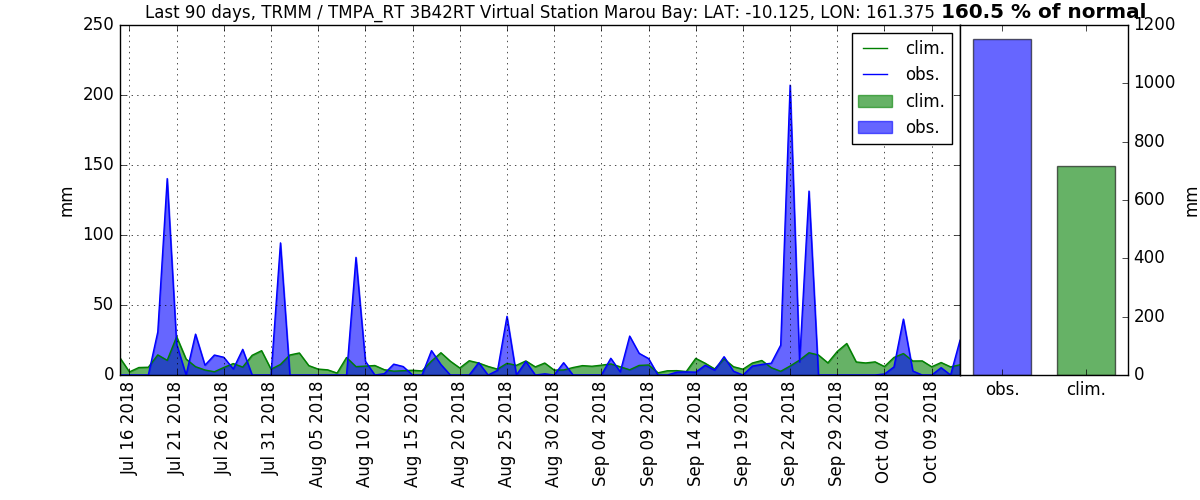 Last 90 days, TRMM / TMPA_RT 3B42RT Virtual Station Marou Bay: LAT: -10.125, LON: 161.375 160.5 % of normal
250
200
150
100
50
0
mm
clim.
obs.
clim.
obs.
Jul 16 2018
Jul 21 2018
Jul 26 2018
Jul 31 2018
Aug 05 2018
Aug 10 2018
Aug 15 2018
Aug 20 2018
Aug 25 2018
Aug 30 2018
Sep 04 2018
Sep 09 2018
Sep 14 2018
Sep 19 2018
Sep 24 2018
Sep 29 2018
Oct 04 2018
Oct 09 2018
1200
1000
800
600
400
200
0
mm
obs.
clim.